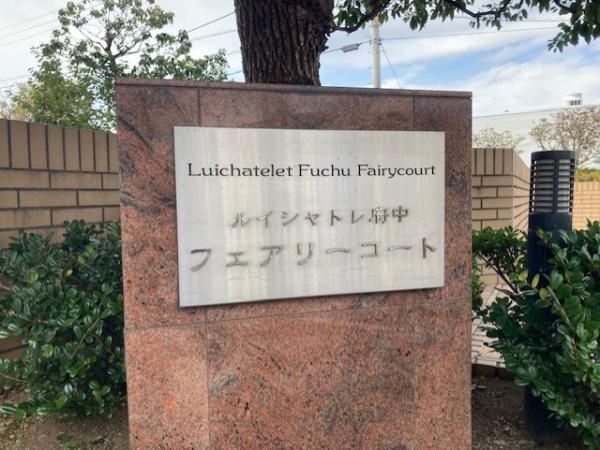 Luichatelet Fuchu Fairycourt
ルイシャトレ府中
フェアリーコート